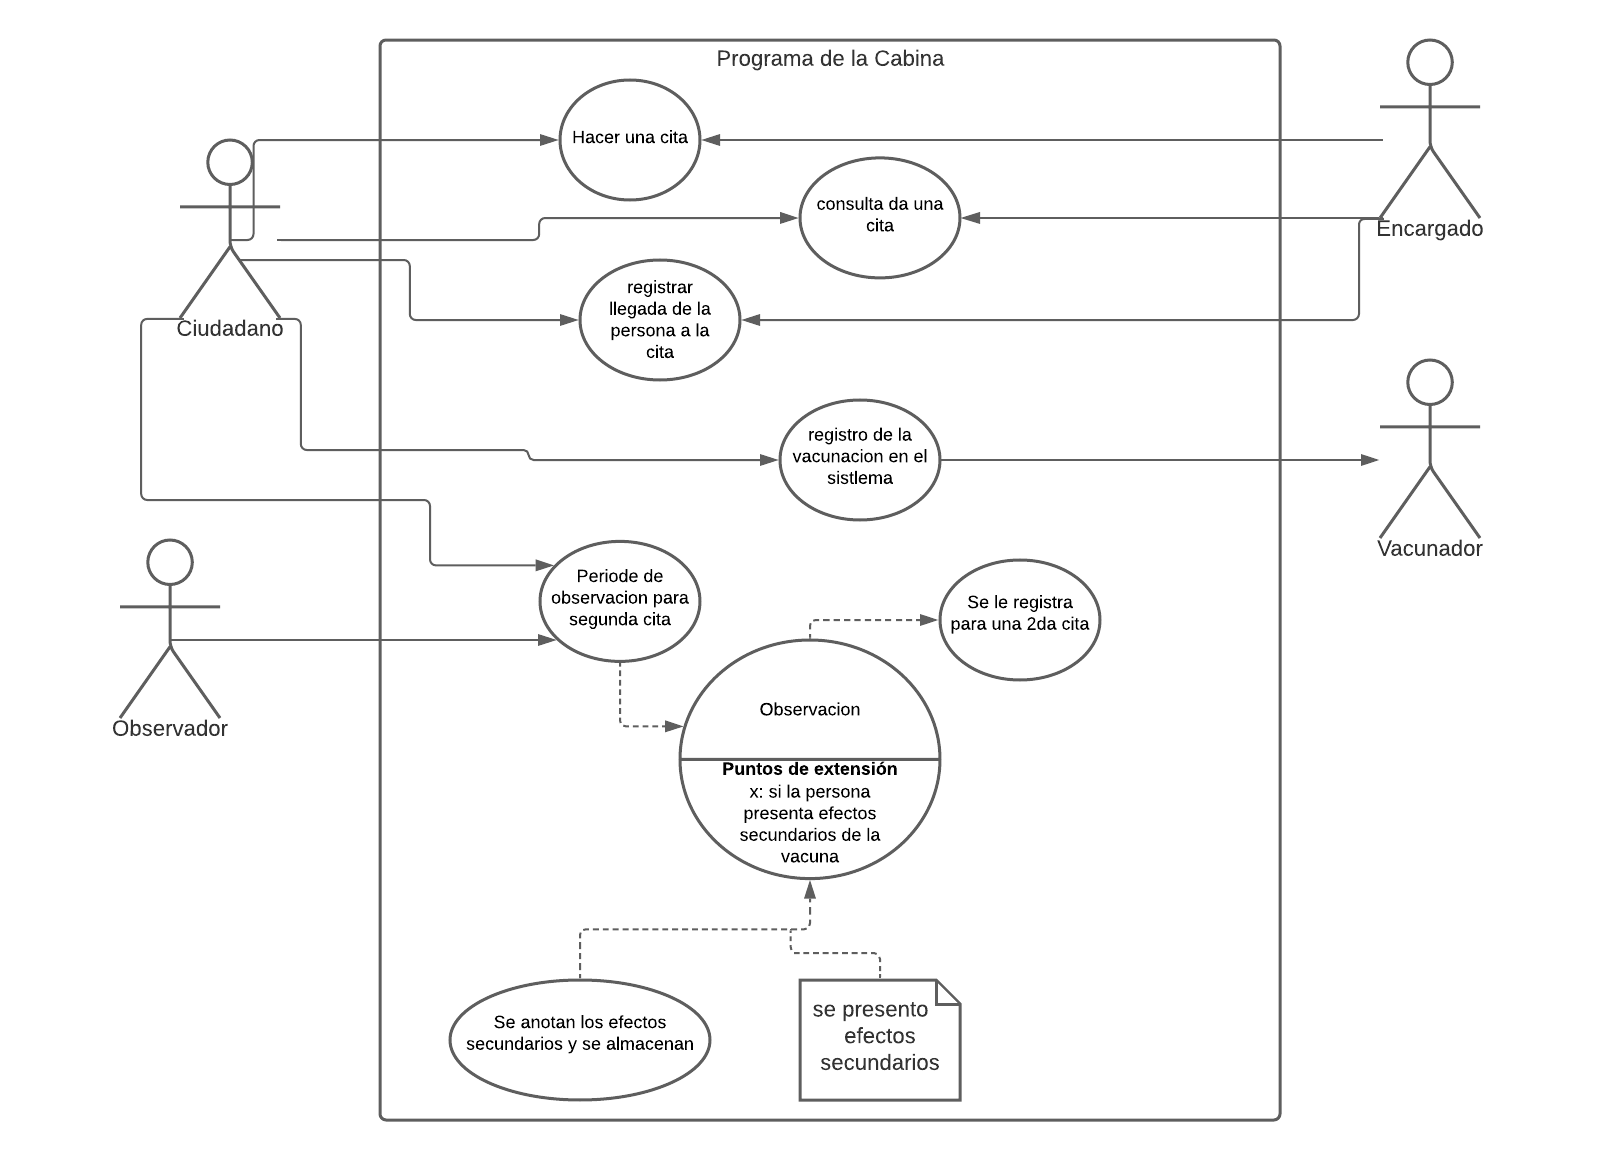 Programa de la Cabina
Hacer una cita
consulta da una
cita
Encargado
registrar
llegada de la
persona a la
cita
Ciudadano
registro de la
vacunacion en el
sistlema
Vacunador
Periode de
observacion para
segunda cita
Se le registra
para una 2da cita
Observador
Observacion
Puntos de extensión
x: si la persona
presenta efectos
secundarios de la
vacuna
Se anotan los efectos
secundarios y se almacenan
se presento
efectos
secundarios